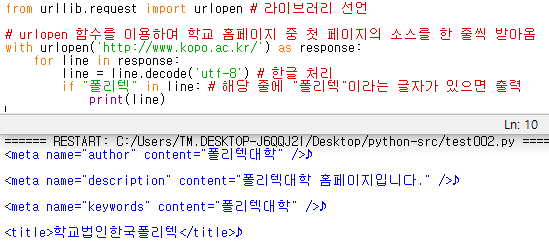 from urllib.request import urlopen # 라이브러리 선언
# urlopen 함수를 이용하여 학교 홈페이지 중 첫 페이지의 소스를 한 줄씩 받아옴
with urlopen('http://www.kopo.ac.kr/') as response:
    for line in response:
        line = line.decode('utf-8') # 한글 처리
        if "폴리텍" in line: # 해당 줄에 "폴리텍"이라는 글자가 있으면 출력
            print(line)
Ln: 10
====== RESTART: C:/Users/TM.DESKTOP-J6QQJ2I/Desktop/python-src/test002.py ====
<meta name="author" content="폴리텍대학" />♪
<meta name="description" content="폴리텍대학 홈페이지입니다." />♪
<meta name="keywords" content="폴리텍대학" />♪
<title>학교법인한국폴리텍</title>♪